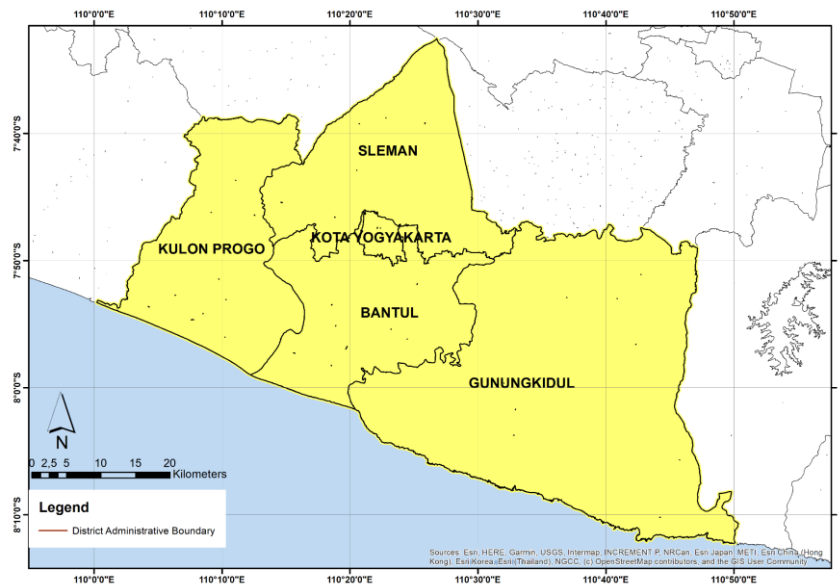 110°0'0"E 110°10'0"E 110°20'0"E 110°30'0"E 110°40'0"E 110°50'0"E
7°40'0"S
7°50'0"S
8°0'0"S
8°10'0"S
SLEMAN
KOTA YOGYAKARTA
KULON PROGO
BANTUL
GUNUNGKIDUL
N
0 2,5 5 10 15 20
Kilometers
Legend
District Administrative Boundary
Sources: Esri, HERE, Garmin, USGS, Intermap, INCREMENT P, NRCan, Esri Japan, METI, Esri China (Hong
Kong), Esri Korea, Esri (Thailand), NGCC, (c) OpenStreetMap contributors, and the GIS User Community
110°0'0"E 110°10'0"E 110°20'0"E 110°30'0"E 110°40'0"E 110°50'0"E